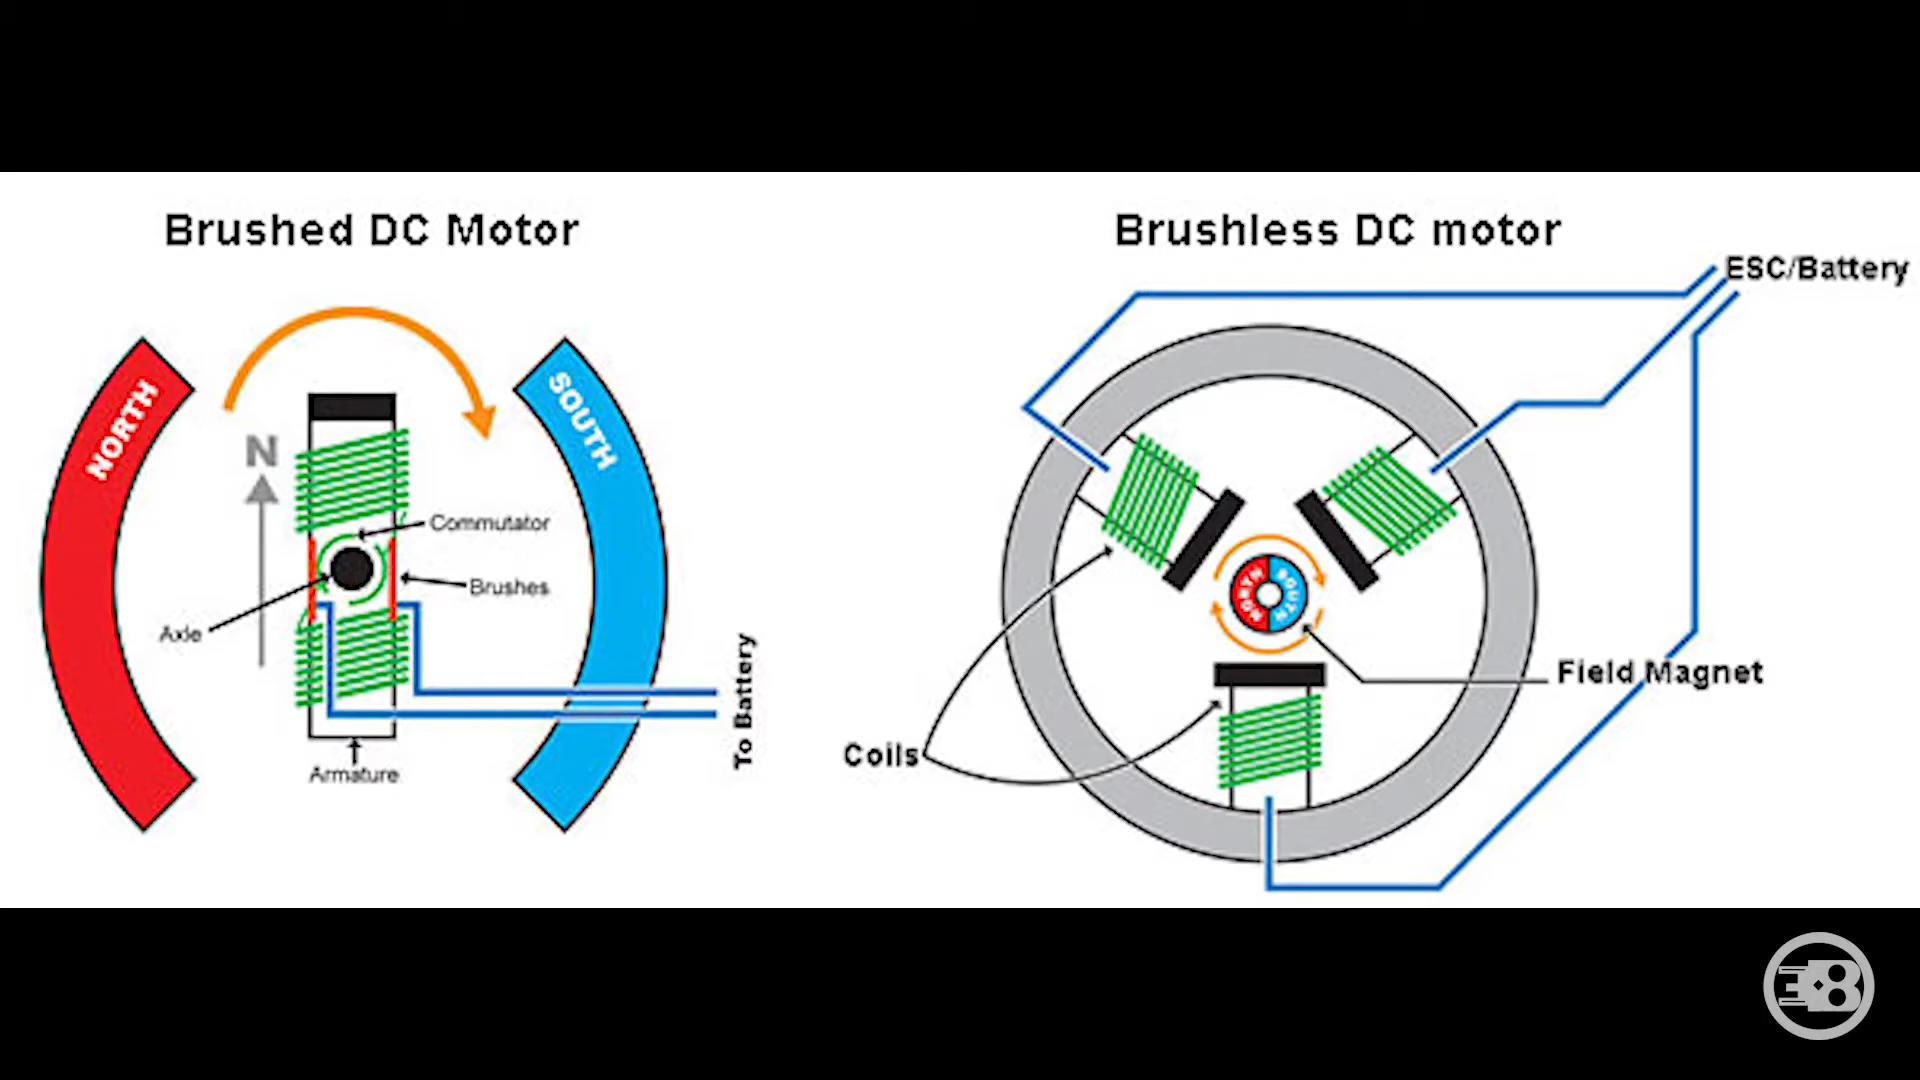 Brushed DC Motor
NORTH
SOUTH
N
Commutator
Brushes
Axle
Armature
To Battery
Brushless DC motor
ESC/Battery
NORTH
SOUTH
Field Magnet
Coils